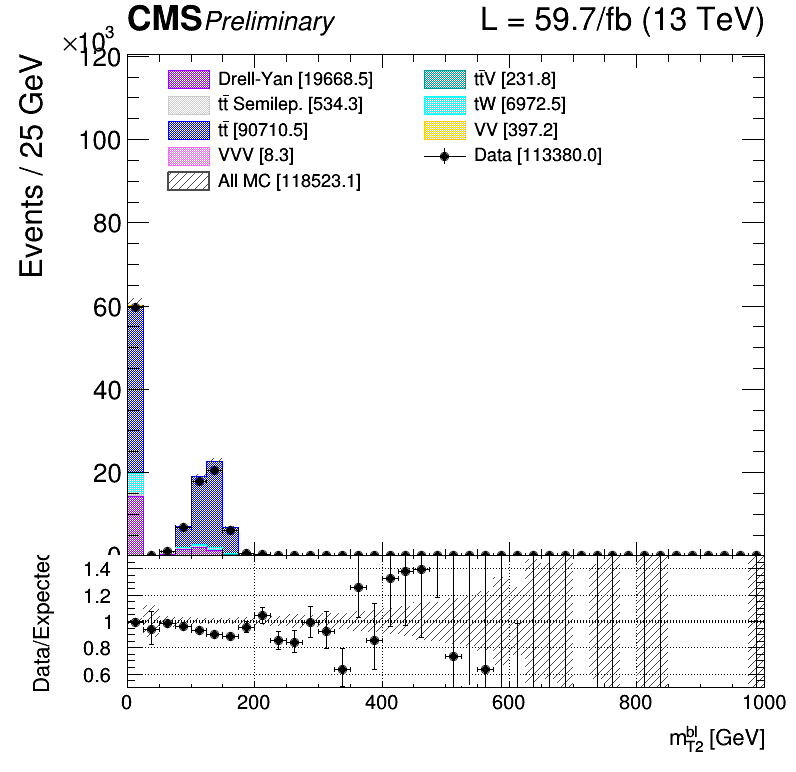 CMS Preliminary L = 59.7/fb (13 TeV)
×10³
Events / 25 GeV
120
100
80
60
40
20
0
Drell-Yan [19668.5]
tt̄ Semilep. [534.3]
tt̄ [90710.5]
VVV [8.3]
All MC [118523.1]
tt̄V [231.8]
tW [6972.5]
VV [397.2]
Data [113380.0]
Data/Expected
1.4
1.2
1
0.8
0.6
0 200 400 600 800 1000
m_{T2}^{bl} [GeV]